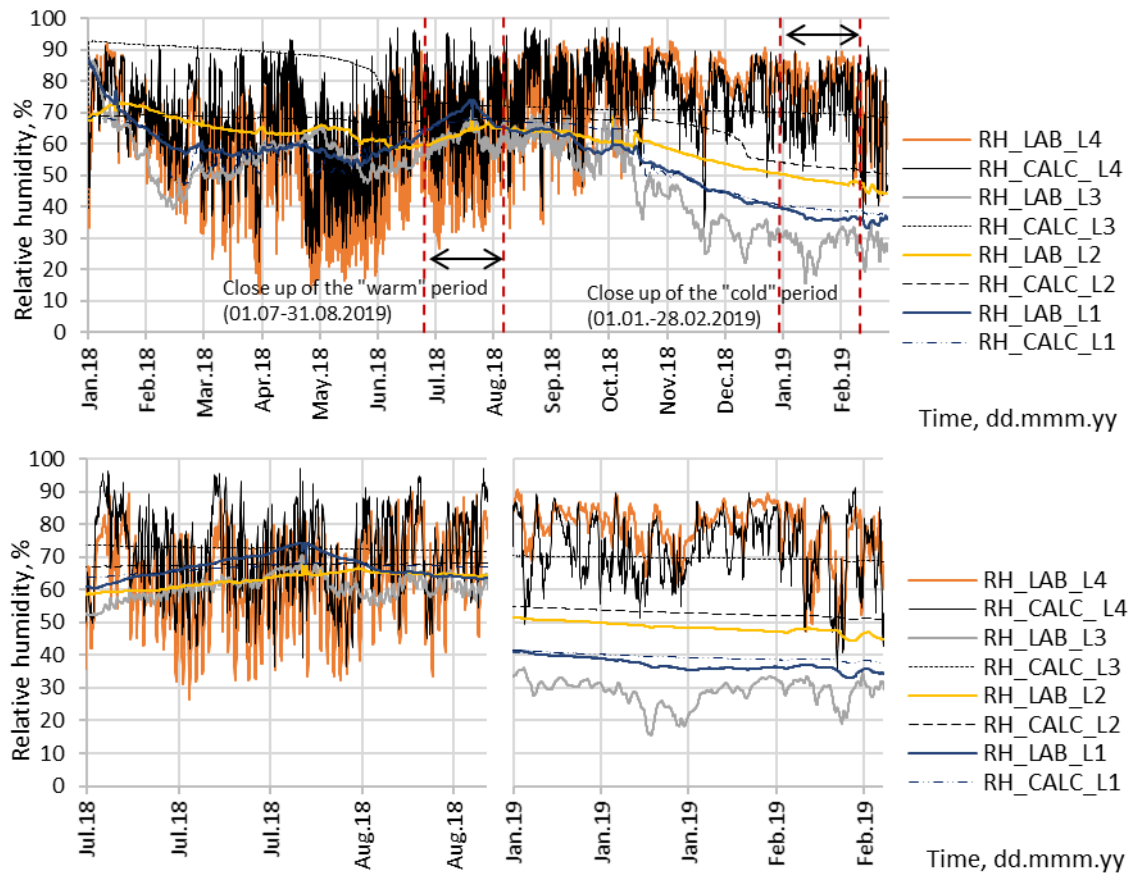 Relative humidity, %
100
90
80
70
60
50
40
30
20
10
0
Close up of the "warm" period
(01.07-31.08.2019)
Close up of the "cold" period
(01.01.-28.02.2019)
Jan.18
Feb.18
Mar.18
Apr.18
May.18
Jun.18
Jul.18
Aug.18
Sep.18
Oct.18
Nov.18
Dec.18
Jan.19
Feb.19
RH_LAB_L4
RH_CALC_ L4
RH_LAB_L3
RH_CALC_L3
RH_LAB_L2
RH_CALC_L2
RH_LAB_L1
RH_CALC_L1
Time, dd.mmm.yy
Relative humidity, %
100
90
80
70
60
50
40
30
20
10
0
Jul.18
Jul.18
Jul.18
Aug.18
Aug.18
Jan.19
Jan.19
Jan.19
Feb.19
Feb.19
RH_LAB_L4
RH_CALC_L4
RH_LAB_L3
RH_CALC_L3
RH_LAB_L2
RH_CALC_L2
RH_LAB_L1
RH_CALC_L1
Time, dd.mmm.yy